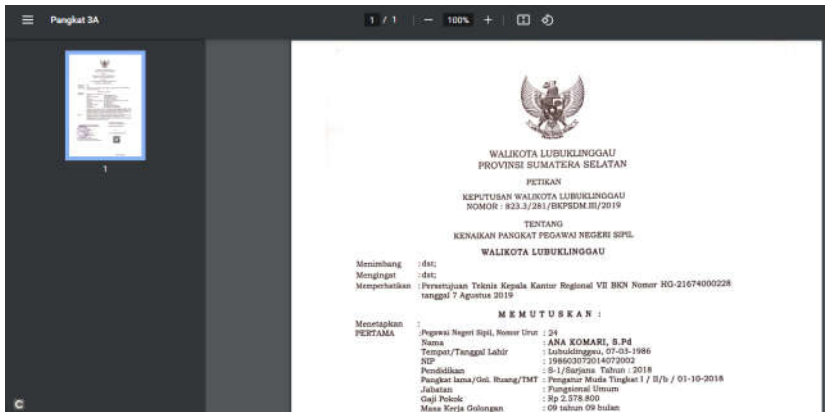 Pangkat 3A
1 / 1
100%
1
WALIKOTA LUBUKLINGGAU
PROVINSI SUMATERA SELATAN
PETIKAN
KEPUTUSAN WALIKOTA LUBUKLINGGAU
NOMOR : 823.3/281/BKPSDM.III/2019
TENTANG
KENAIKAN PANGKAT PEGAWAI NEGERI SIPIL
WALIKOTA LUBUKLINGGAU
Menimbang : dst;
Mengingat : dst;
Memperhatikan : Persetujuan Teknis Kepala Kantor Regional VII BKN Nomor HG-21674000228
tanggal 7 Agustus 2019
M E M U T U S K A N :
Menetapkan :
PERTAMA :Pegawai Negeri Sipil, Nomor Urut : 24
Nama : ANA KOMARI, S.Pd
Tempat/Tanggal Lahir : Lubuklinggau, 07-03-1986
NIP : 198603072014072002
Pendidikan : S-1/Sarjana Tahun : 2018
Pangkat lama/Gol. Ruang/TMT : Pengatur Muda Tingkat I / II/b / 01-10-2018
Jabatan : Fungsional Umum
Gaji Pokok : Rp 2.578.800
Masa Kerja Golongan : 09 tahun 09 bulan
C